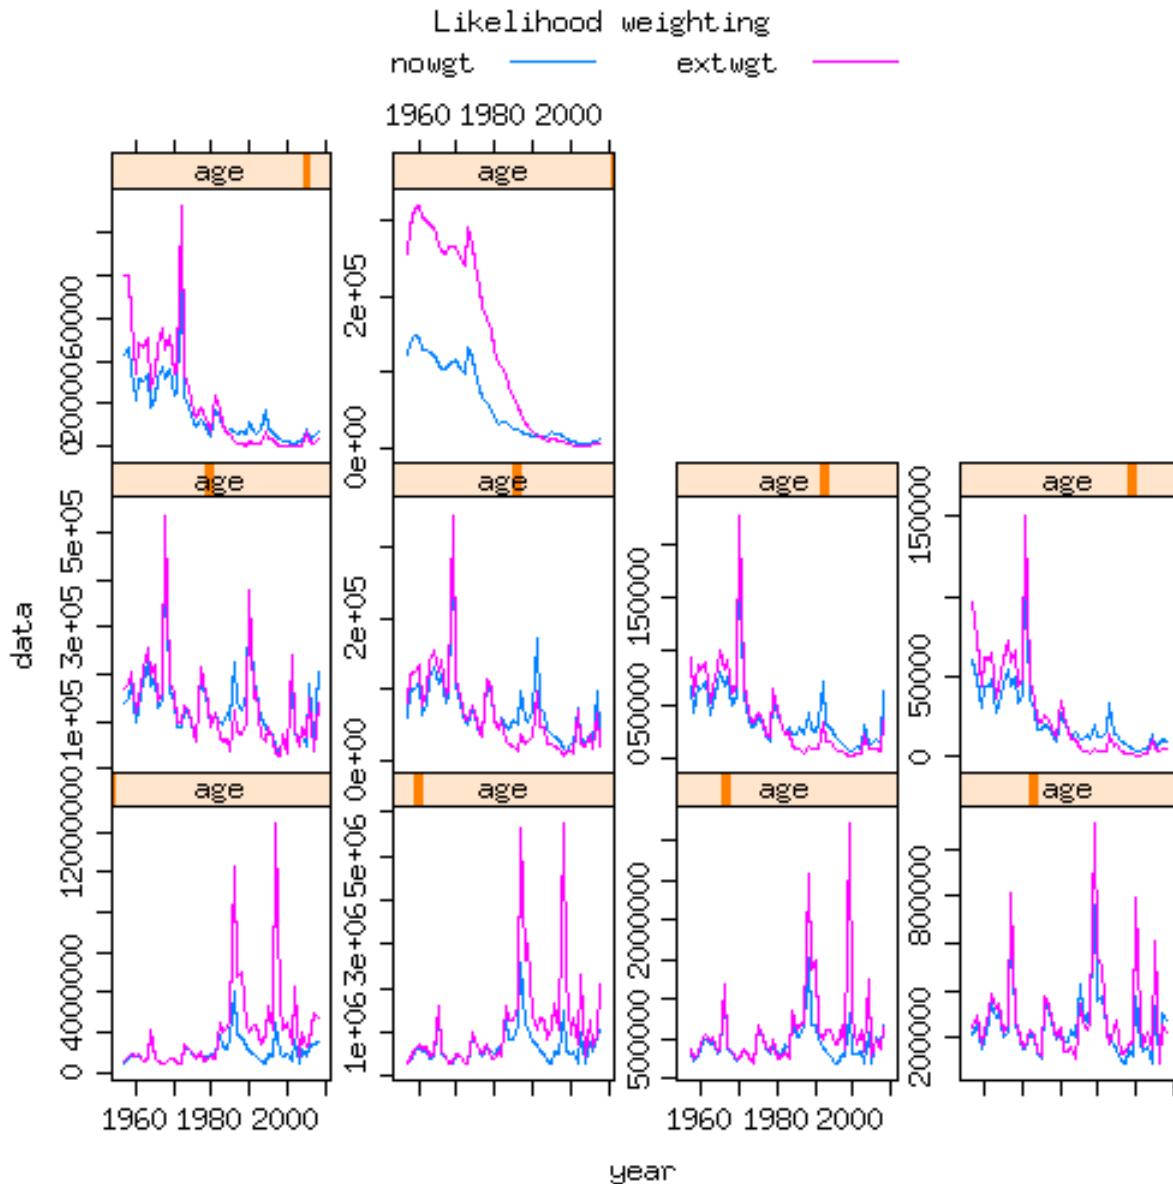 Likelihood weighting
nowgt extwgt
1960 1980 2000
age age
0 20000 60000
0e+00 2e+05
age age age age
1e+05 3e+05 5e+05
0e+00 2e+05
0 50000 150000
0 50000 150000
data
age age age age
0 4000000 12000000
1e+06 3e+06 5e+06
500000 2000000
200000 800000
1960 1980 2000 1960 1980 2000
year